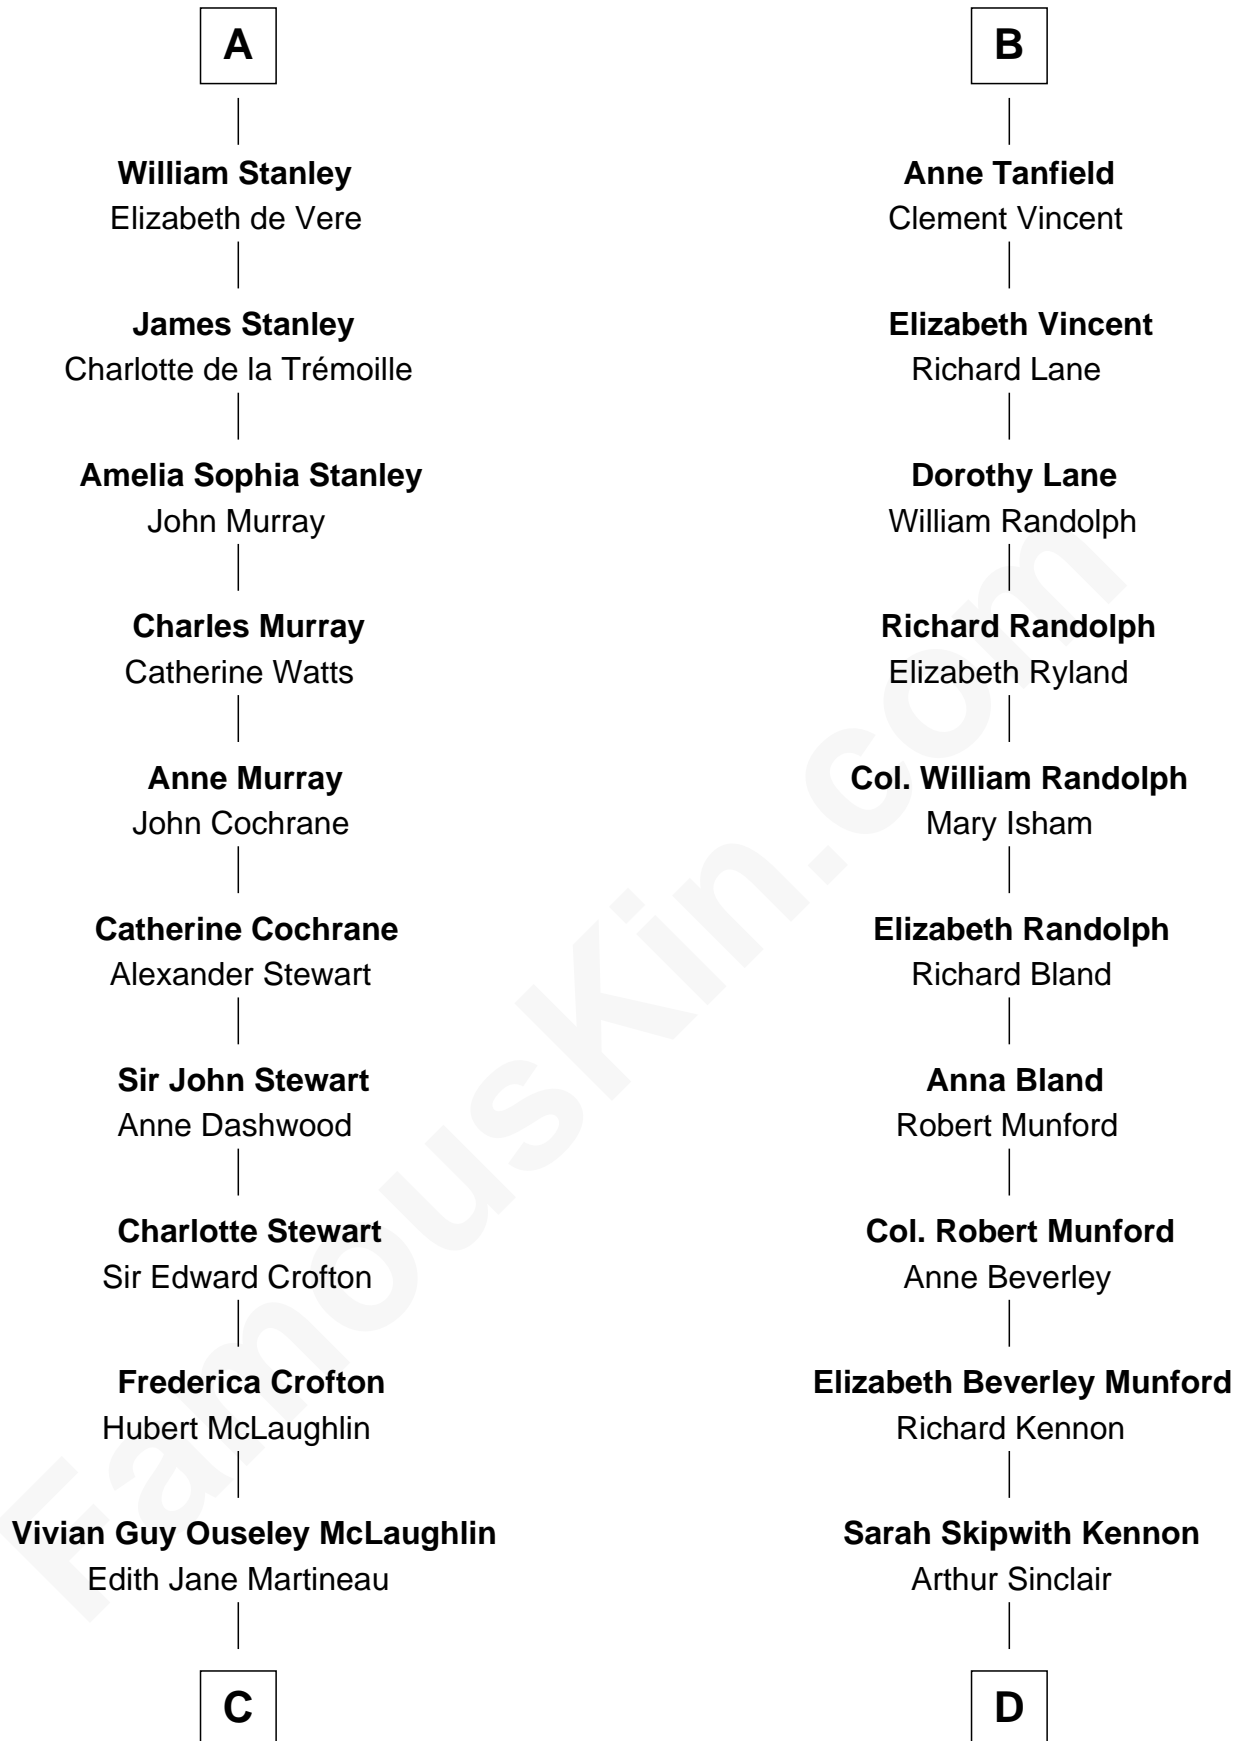 A
William Stanley
Elizabeth de Vere
James Stanley
Charlotte de la Trémoille
Amelia Sophia Stanley
John Murray
Charles Murray
Catherine Watts
Anne Murray
John Cochrane
Catherine Cochrane
Alexander Stewart
Sir John Stewart
Anne Dashwood
Charlotte Stewart
Sir Edward Crofton
Frederica Crofton
Hubert McLaughlin
Vivian Guy Ouseley McLaughlin
Edith Jane Martineau
C
B
Anne Tanfield
Clement Vincent
Elizabeth Vincent
Richard Lane
Dorothy Lane
William Randolph
Richard Randolph
Elizabeth Ryland
Col. William Randolph
Mary Isham
Elizabeth Randolph
Richard Bland
Anna Bland
Robert Munford
Col. Robert Munford
Anne Beverley
Elizabeth Beverley Munford
Richard Kennon
Sarah Skipwith Kennon
Arthur Sinclair
D
FamousKin.com